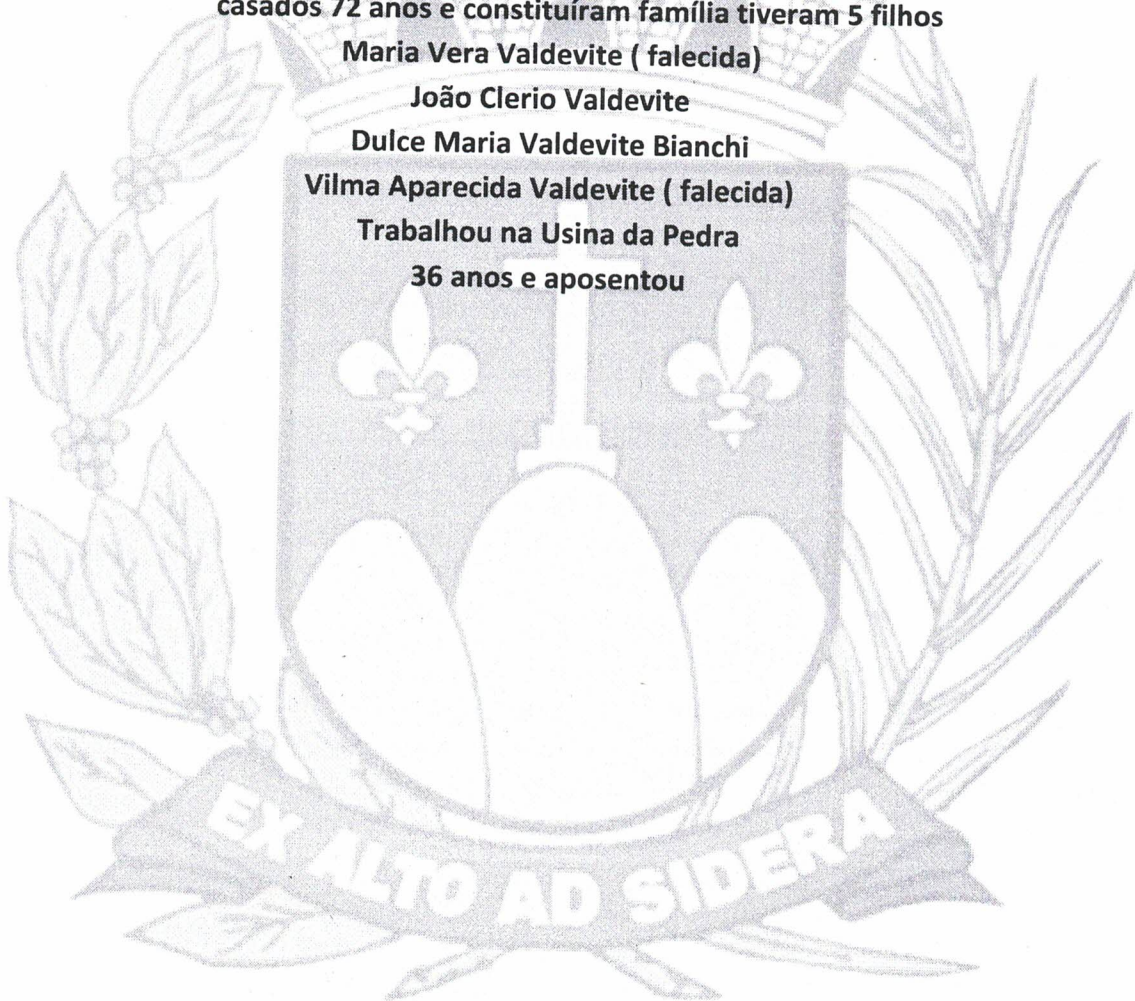 casados 72 anos e constituíram família tiveram 5 filhos
Maria Vera Valdevite ( falecida)
João Clerio Valdevite
Dulce Maria Valdevite Bianchi
Vilma Aparecida Valdevite ( falecida)
Trabalhou na Usina da Pedra
36 anos e aposentou
EX ALTO AD SÍDERA